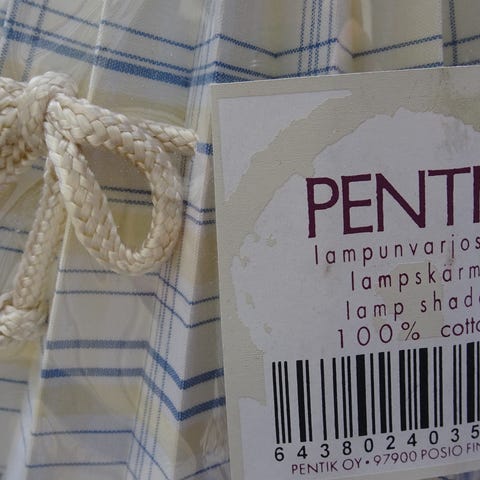 PENTI
lampunvarjos
lampskärm
lamp shad
100% cotto
6438024035
PENTIK OY • 97900 POSIO FIN